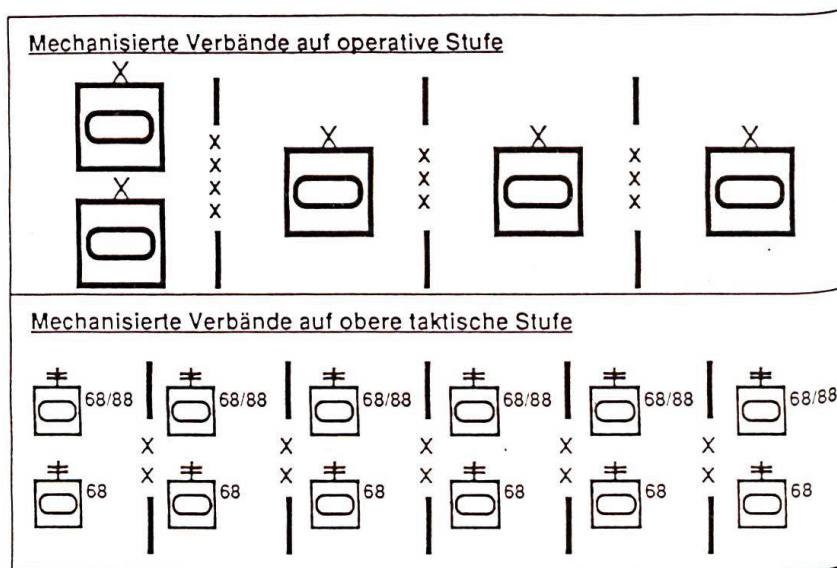 Mechanisierte Verbände auf operative Stufe
X
X
X X X X
X
X X X
X
X X X
X
Mechanisierte Verbände auf obere taktische Stufe
68/88 68/88 68/88 68/88 68/88 68/88
X X X X X
X X X X X
68 68 68 68 68 68